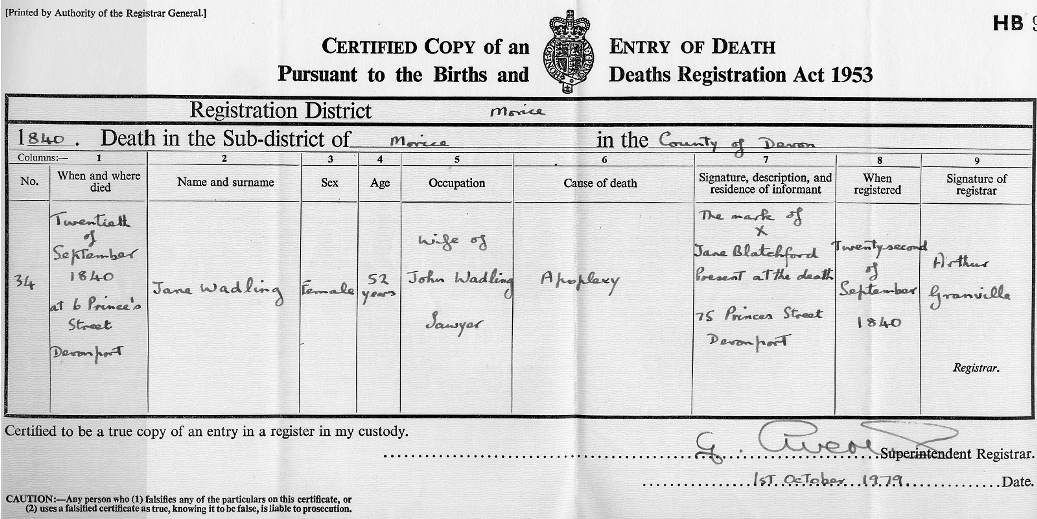 [Printed by Authority of the Registrar General.]
HB 9
CERTIFIED COPY of an ENTRY OF DEATH
Pursuant to the Births and Deaths Registration Act 1953
Registration District Morice
1840. Death in the Sub-district of Morice in the County of Devon
Columns:— 1 2 3 4 5 6 7 8 9
No. When and where died Name and surname Sex Age Occupation Cause of death Signature, description, and residence of informant When registered Signature of registrar
34
Twentieth
of
September
1840
at 6 Prince's
Street
Devonport
Jane Wadling
Female
52
years
Wife of
John Wadling
Sawyer
Apoplexy
The mark of
X
Jane Blatchford
Present at the death
75 Princes Street
Devonport
Twenty second
of
September
1840
Arthur
Granville
Registrar.
Certified to be a true copy of an entry in a register in my custody.
G. Superintendent Registrar.
1st October 1979 Date.
CAUTION:—Any person who (1) falsifies any of the particulars on this certificate, or
(2) uses a falsified certificate as true, knowing it to be false, is liable to prosecution.